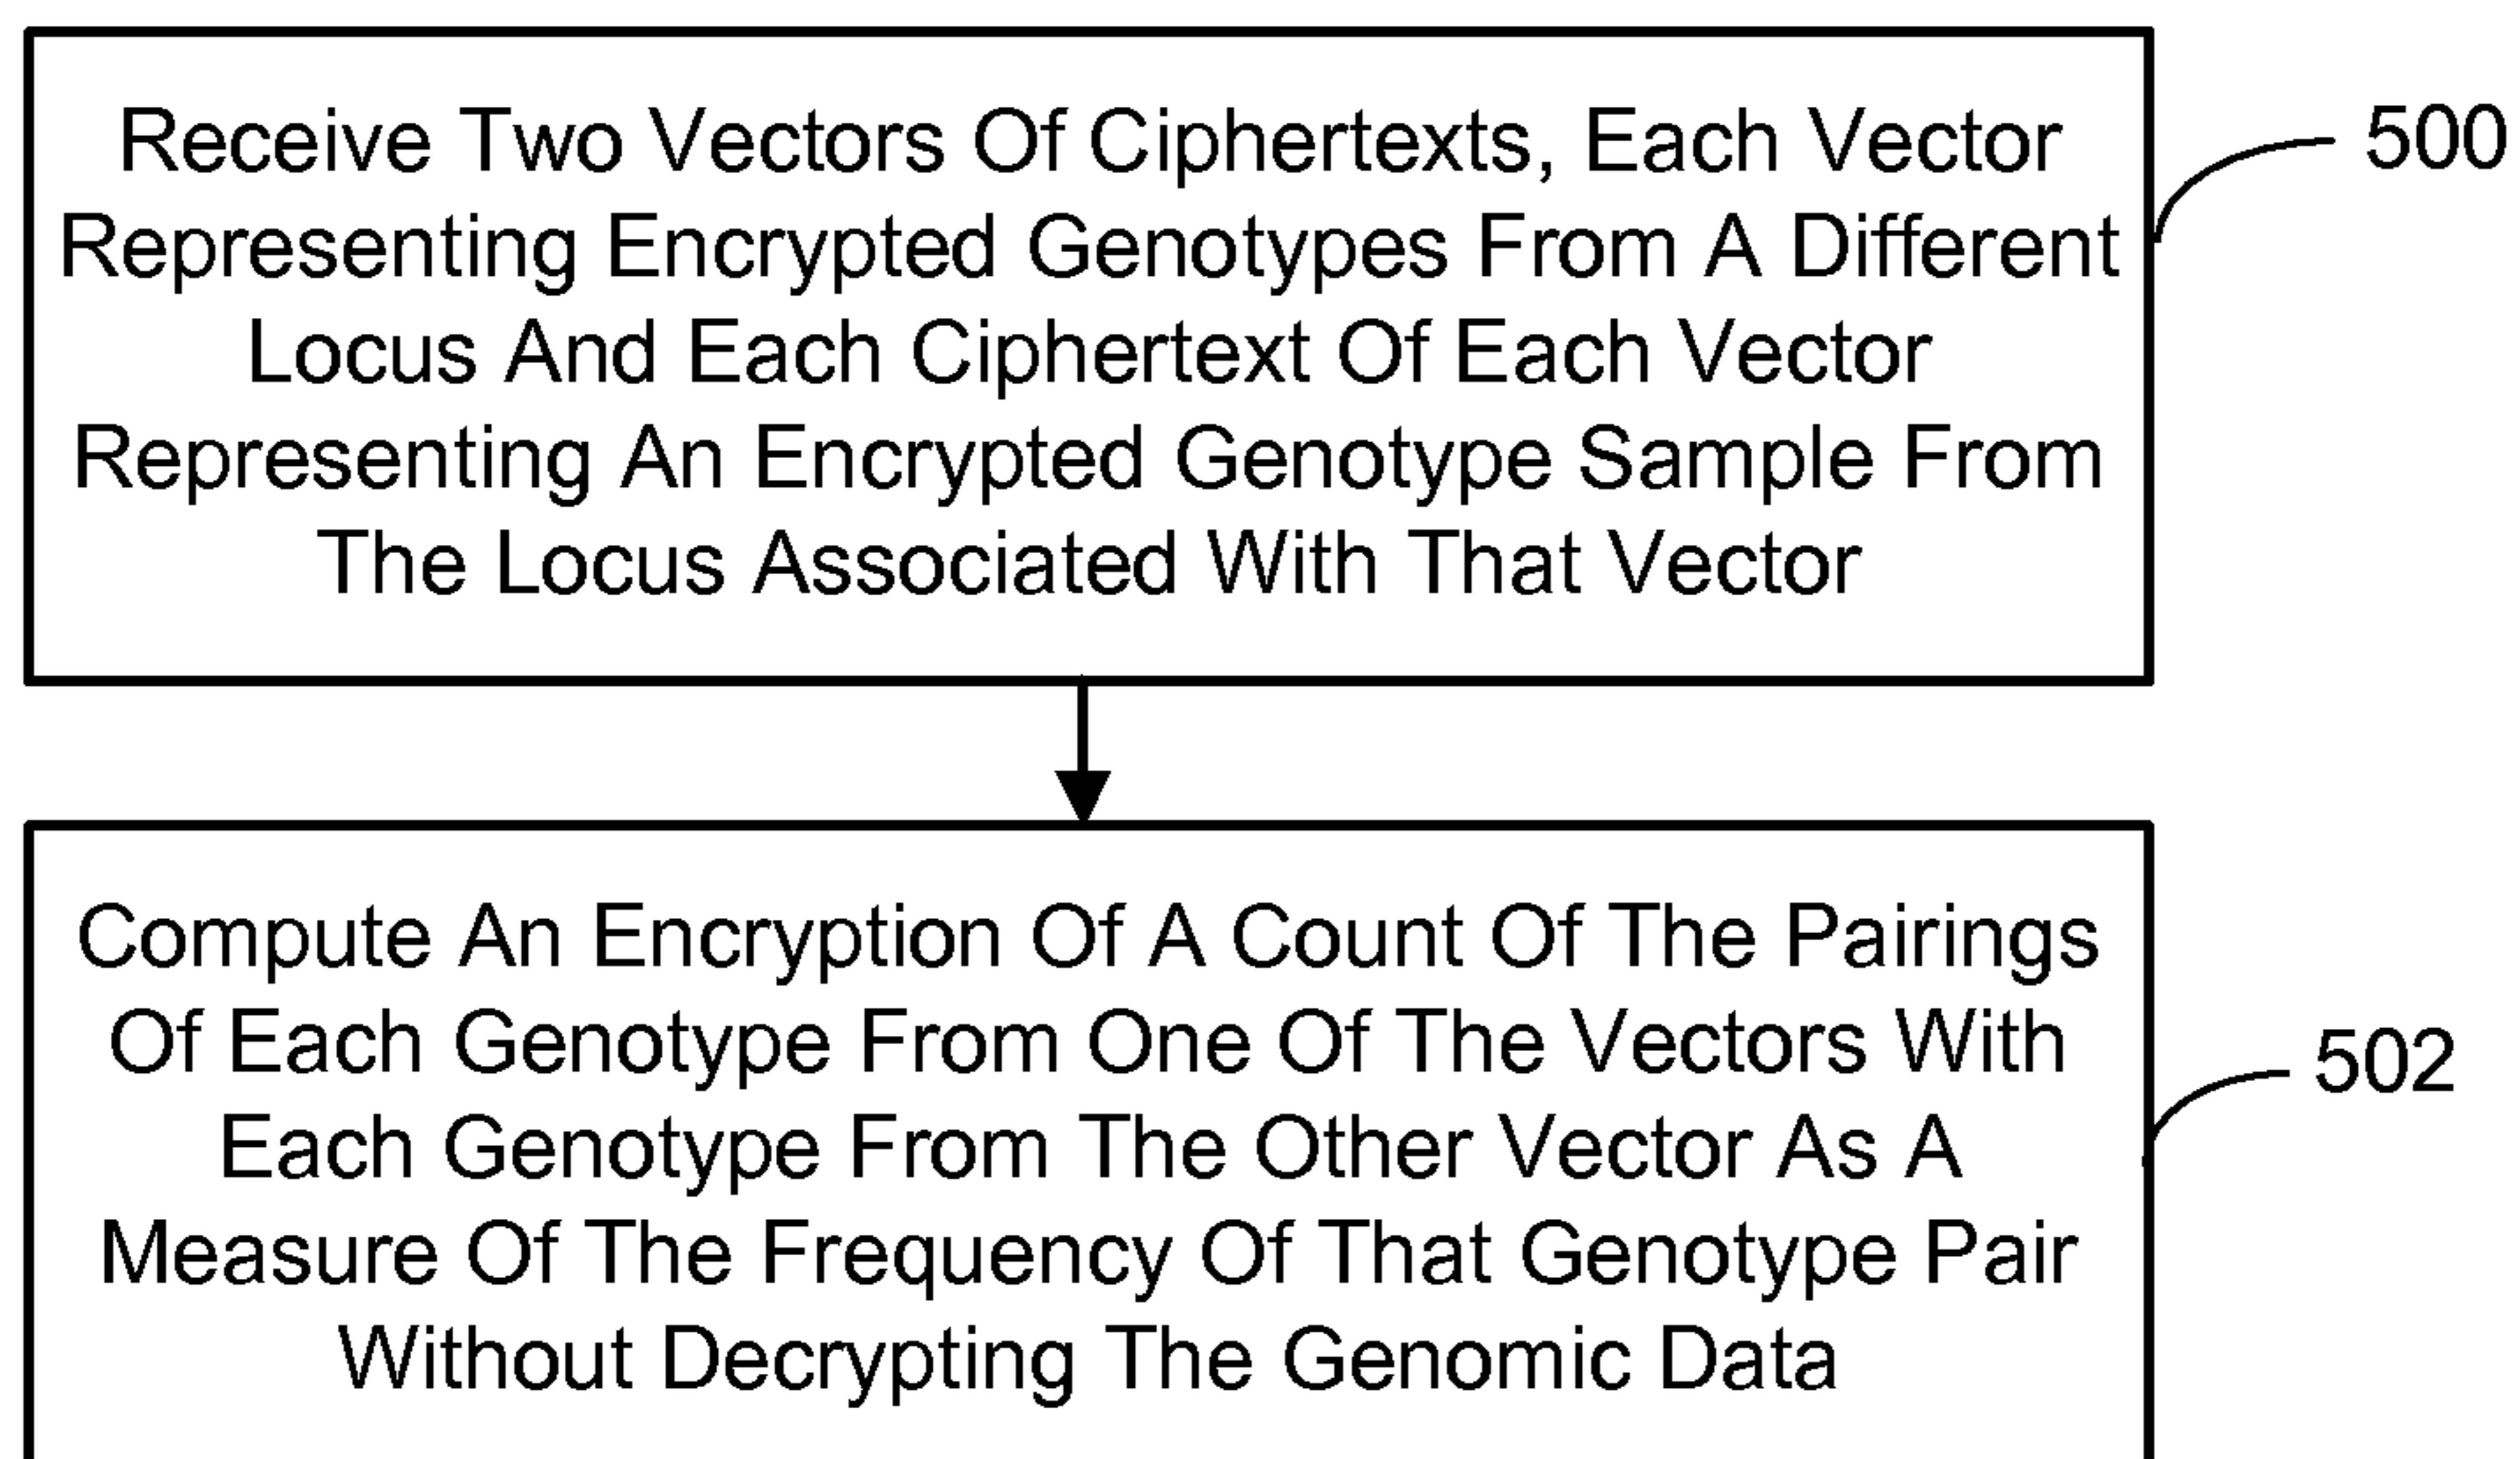 Receive Two Vectors Of Ciphertexts, Each Vector
Representing Encrypted Genotypes From A Different
Locus And Each Ciphertext Of Each Vector
Representing An Encrypted Genotype Sample From
The Locus Associated With That Vector
500
Compute An Encryption Of A Count Of The Pairings
Of Each Genotype From One Of The Vectors With
Each Genotype From The Other Vector As A
Measure Of The Frequency Of That Genotype Pair
Without Decrypting The Genomic Data
502